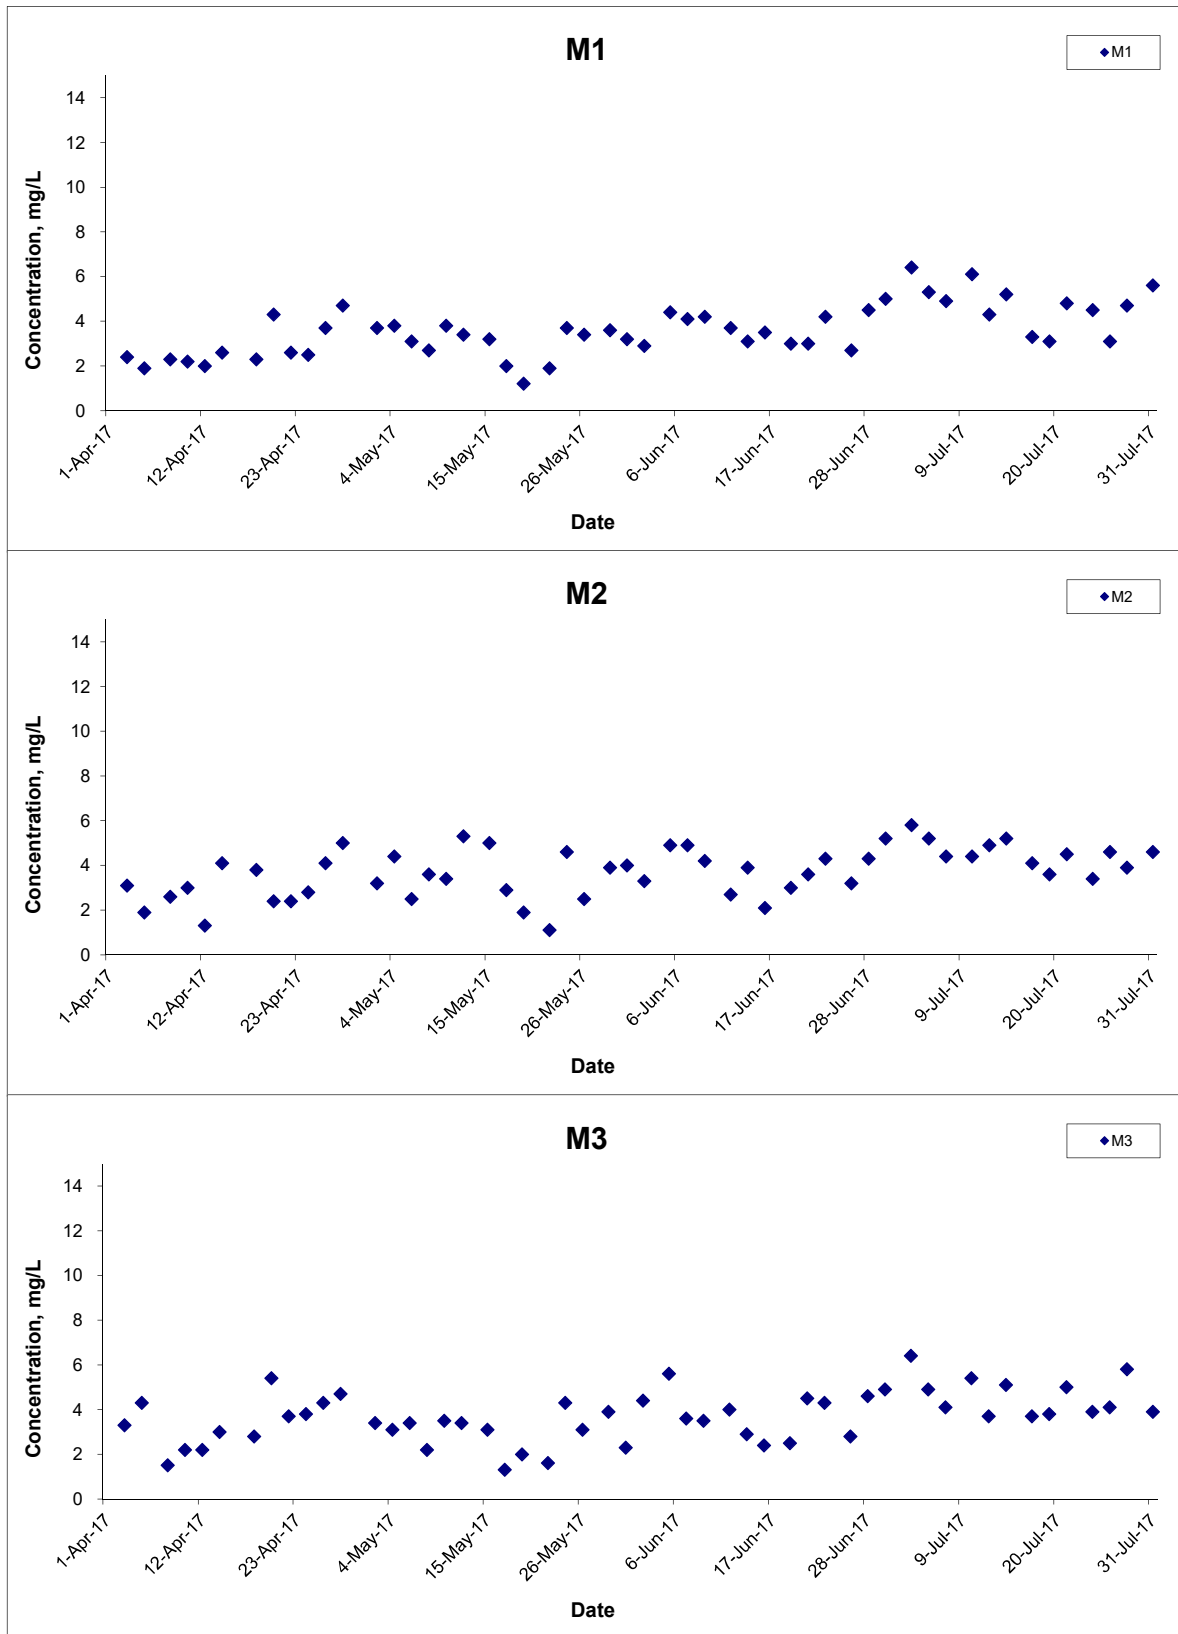 M1
M1
14
12
10
8
6
4
2
0
Concentration, mg/L
1-Apr-17 12-Apr-17 23-Apr-17 4-May-17 15-May-17 26-May-17 6-Jun-17 17-Jun-17 28-Jun-17 9-Jul-17 20-Jul-17 31-Jul-17
Date
M2
M2
14
12
10
8
6
4
2
0
Concentration, mg/L
1-Apr-17 12-Apr-17 23-Apr-17 4-May-17 15-May-17 26-May-17 6-Jun-17 17-Jun-17 28-Jun-17 9-Jul-17 20-Jul-17 31-Jul-17
Date
M3
M3
14
12
10
8
6
4
2
0
Concentration, mg/L
1-Apr-17 12-Apr-17 23-Apr-17 4-May-17 15-May-17 26-May-17 6-Jun-17 17-Jun-17 28-Jun-17 9-Jul-17 20-Jul-17 31-Jul-17
Date